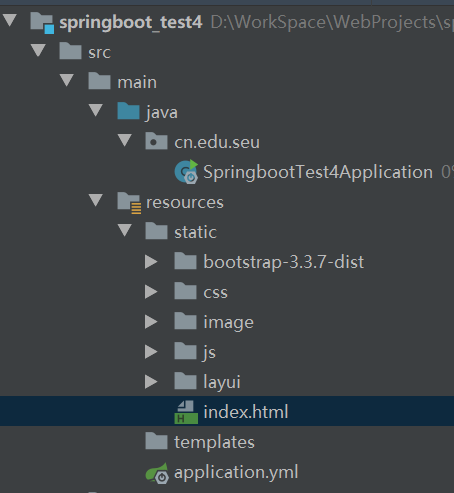 springboot_test4 D:\WorkSpace\WebProjects\sp
src
main
java
cn.edu.seu
SpringbootTest4Application 0%
resources
static
bootstrap-3.3.7-dist
css
image
js
layui
H index.html
templates
application.yml